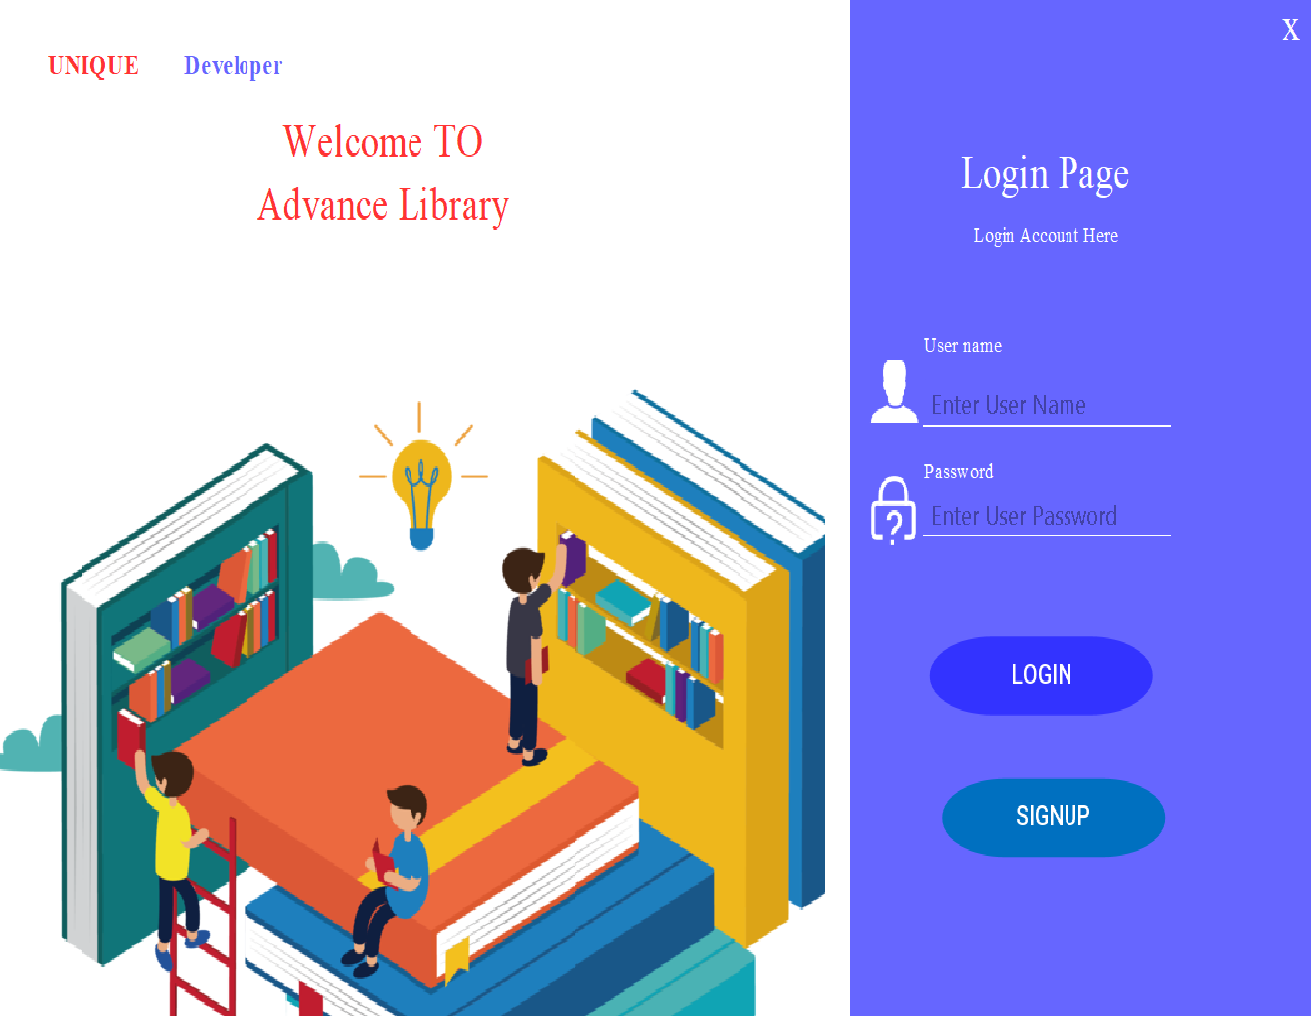 UNIQUE Developer
Welcome TO
Advance Library
X
Login Page
Login Account Here
User name
Enter User Name
Password
Enter User Password
LOGIN
SIGNUP